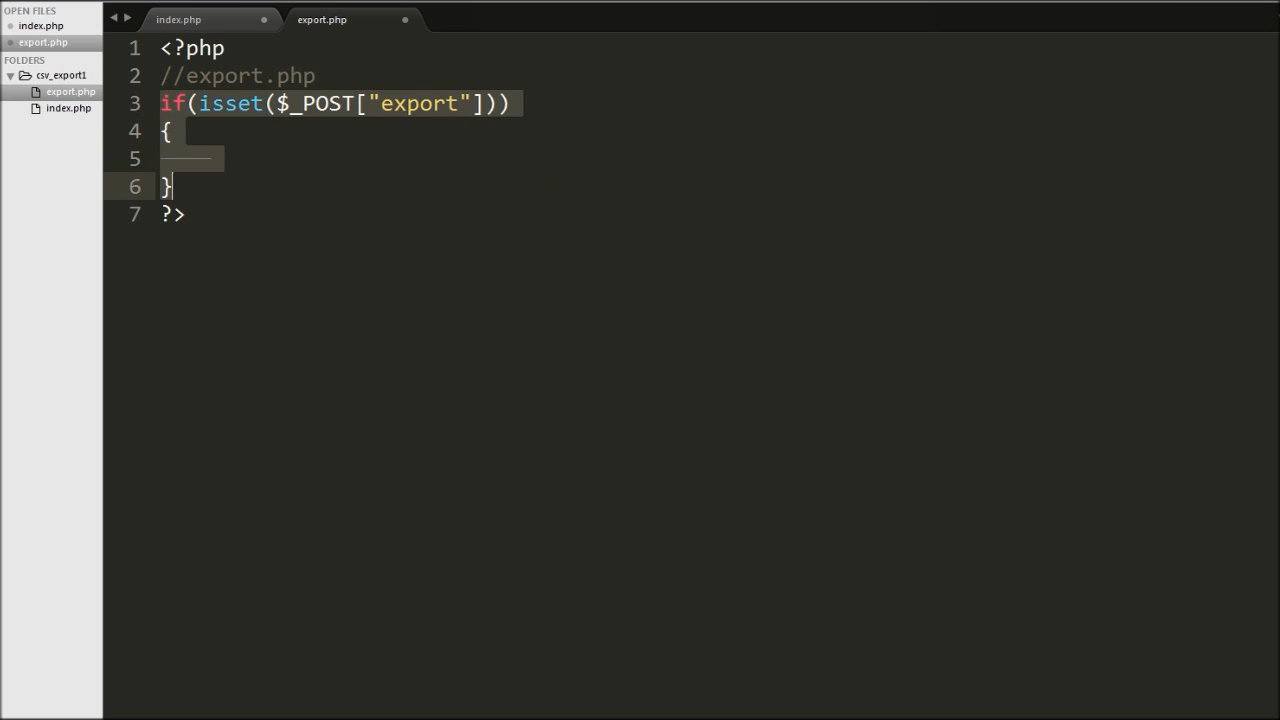 OPEN FILES
index.php
export.php
FOLDERS
csv_export1
export.php
index.php
index.php
export.php
1 <?php
2 //export.php
3 if(isset($_POST["export"]))
4 {
5
6 }
7 ?>